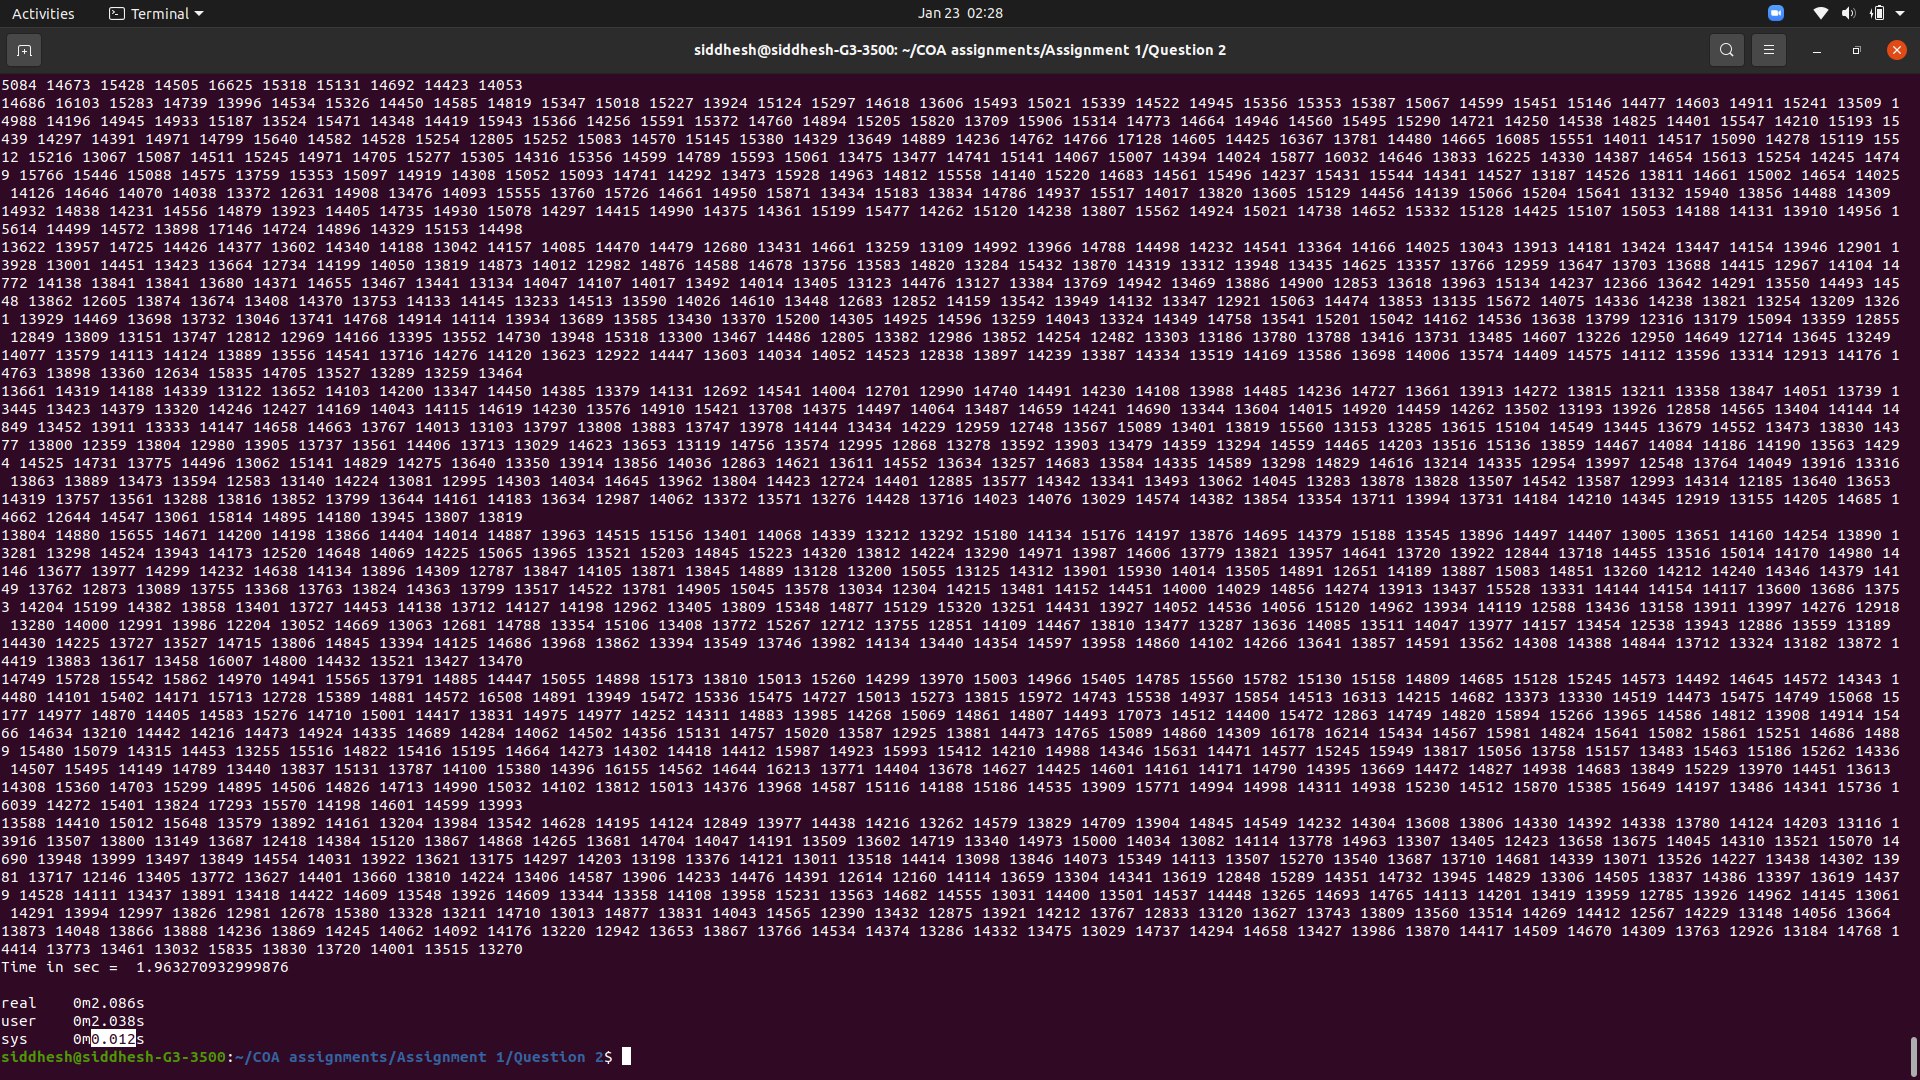 Activities Terminal Jan 23 02:28
siddhesh@siddhesh-G3-3500: ~/COA assignments/Assignment 1/Question 2
5084 14673 15428 14505 16625 15318 15131 14692 14423 14053
14686 16103 15283 14739 13996 14534 15326 14450 14585 14819 15347 15018 15227 13924 15124 15297 14618 13606 15493 15021 15339 14522 14945 15356 15353 15387 15067 14599 15451 15146 14477 14603 14911 15241 13509 1
4988 14196 14945 14933 15187 13524 15471 14348 14419 15943 15366 14256 15591 15372 14760 14894 15205 15820 13709 15906 15314 14773 14664 14946 14560 15495 15290 14721 14250 14538 14825 14401 15547 14210 15193 15
439 14297 14391 14971 14799 15640 14582 14528 15254 12805 15252 15083 14570 15145 15380 14329 13649 14889 14236 14762 14766 17128 14605 14425 16367 13781 14480 14665 16085 15551 14011 14517 15090 14278 15119 155
12 15216 13067 15087 14511 15245 14971 14705 15277 15305 14316 15356 14599 14789 15593 15061 13475 13477 14741 15141 14067 15007 14394 14024 15877 16032 14646 13833 16225 14330 14387 14654 15613 15254 14245 1474
9 15766 15446 15088 14575 13759 15353 15097 14919 14308 15052 15093 14741 14292 13473 15928 14963 14812 15558 14140 15220 14683 14561 15496 14237 15431 15544 14341 14527 13187 14526 13811 14661 15002 14654 14025
14126 14646 14070 14038 13372 12631 14908 13476 14093 15555 13760 15726 14661 14950 15871 13434 15183 13834 14786 14937 15517 14017 13820 13605 15129 14456 14139 15066 15204 15641 13132 15940 13856 14488 14309
14932 14838 14231 14556 14879 13923 14405 14735 14930 15078 14297 14415 14990 14375 14361 15199 15477 14262 15120 14238 13807 15562 14924 15021 14738 14652 15332 15128 14425 15107 15053 14188 14131 13910 14956 1
5614 14499 14572 13898 17146 14724 14896 14329 15153 14498
13622 13957 14725 14426 14377 13602 14340 14188 13042 14157 14085 14470 14479 12680 13431 14661 13259 13109 14992 13966 14788 14498 14232 14541 13364 14166 14025 13043 13913 14181 13424 13447 14154 13946 12901 1
3928 13001 14451 13423 13664 12734 14199 14050 13819 14873 14012 12982 14876 14588 14678 13756 13583 14820 13284 15432 13870 14319 13312 13948 13435 14625 13357 13766 12959 13647 13703 13688 14415 12967 14104 14
772 14138 13841 13841 13680 14371 14655 13467 13441 13134 14047 14107 14017 13492 14014 13405 13123 14476 13127 13384 13769 14942 13469 13886 14900 12853 13618 13963 15134 14237 12366 13642 14291 13550 14493 145
48 13862 12605 13874 13674 13408 14370 13753 14133 14145 13233 14513 13590 14026 14610 13448 12683 12852 14159 13542 13949 14132 13347 12921 15063 14474 13853 13135 15672 14075 14336 14238 13821 13254 13209 1326
1 13929 14469 13698 13732 13046 13741 14768 14914 14114 13934 13689 13585 13430 13370 15200 14305 14925 14596 13259 14043 13324 14349 14758 13541 15201 15042 14162 14536 13638 13799 12316 13179 15094 13359 12855
12849 13809 13151 13747 12812 12969 14166 13395 13552 14730 13948 15318 13300 13467 14486 12805 13382 12986 13852 14254 12482 13303 13186 13780 13788 13416 13731 13485 14607 13226 12950 14649 12714 13645 13249
14077 13579 14113 14124 13889 13556 14541 13716 14276 14120 13623 12922 14447 13603 14034 14052 14523 12838 13897 14239 13387 14334 13519 14169 13586 13698 14006 13574 14409 14575 14112 13596 13314 12913 14176 1
4763 13898 13360 12634 15835 14705 13527 13289 13259 13464
13661 14319 14188 14339 13122 13652 14103 14200 13347 14450 14385 13379 14131 12692 14541 14004 12701 12990 14740 14491 14230 14108 13988 14485 14236 14727 13661 13913 14272 13815 13211 13358 13847 14051 13739 1
3445 13423 14379 13320 14246 12427 14169 14043 14115 14619 14230 13576 14910 15421 13708 14375 14497 14064 13487 14659 14241 14690 13344 13604 14015 14920 14459 14262 13502 13193 13926 12858 14565 13404 14144 14
849 13452 13911 13333 14147 14658 14663 13767 14013 13103 13797 13808 13883 13747 13978 14144 13434 14229 12959 12748 13567 15089 13401 13819 15560 13153 13285 13615 15104 14549 13445 13679 14552 13473 13830 143
77 13800 12359 13804 12980 13905 13737 13561 14406 13713 13029 14623 13653 13119 14756 13574 12995 12868 13278 13592 13903 13479 14359 13294 14559 14465 14203 13516 15136 13859 14467 14084 14186 14190 13563 1429
4 14525 14731 13775 14496 13062 15141 14829 14275 13640 13350 13914 13856 14036 12863 14621 13611 14552 13634 13257 14683 13584 14335 14589 13298 14829 14616 13214 14335 12954 13997 12548 13764 14049 13916 13316
13863 13889 13473 13594 12583 13140 14224 13081 12995 14303 14034 14645 13962 13804 14423 12724 14401 12885 13577 14342 13341 13493 13062 14045 13283 13878 13828 13507 14542 13587 12993 14314 12185 13640 13653
14319 13757 13561 13288 13816 13852 13799 13644 14161 14183 13634 12987 14062 13372 13571 13276 14428 13716 14023 14076 13029 14574 14382 13854 13354 13711 13994 13731 14184 14210 14345 12919 13155 14205 14685 1
4662 12644 14547 13061 15814 14895 14180 13945 13807 13819
13804 14880 15655 14671 14200 14198 13866 14404 14014 14887 13963 14515 15156 13401 14068 14339 13212 13292 15180 14134 15176 14197 13876 14695 14379 15188 13545 13896 14497 14407 13005 13651 14160 14254 13890 1
3281 13298 14524 13943 14173 12520 14648 14069 14225 15065 13965 13521 15203 14845 15223 14320 13812 14224 13290 14971 13987 14606 13779 13821 13957 14641 13720 13922 12844 13718 14455 13516 15014 14170 14980 14
146 13677 13977 14299 14232 14638 14134 13896 14309 12787 13847 14105 13871 13845 14889 13128 13200 15055 13125 14312 13901 15930 14014 13505 14891 12651 14189 13887 15083 14851 13260 14212 14240 14346 14379 141
49 13762 12873 13089 13755 13368 13763 13824 14363 13799 13517 14522 13781 14905 15045 13578 13034 12304 14215 13481 14152 14451 14000 14029 14856 14274 13913 13437 15528 13331 14144 14154 14117 13600 13686 1375
3 14204 15199 14382 13858 13401 13727 14453 14138 13712 14127 14198 12962 13405 13809 15348 14877 15129 15320 13251 14431 13927 14052 14536 14056 15120 14962 13934 14119 12588 13436 13158 13911 13997 14276 12918
13280 14000 12991 13986 12204 13052 14669 13063 12681 14788 13354 15106 13408 13772 15267 12712 13755 12851 14109 14467 13810 13477 13287 13636 14085 13511 14047 13977 14157 13454 12538 13943 12886 13559 13189
14430 14225 13727 13527 14715 13806 14845 13394 14125 14686 13968 13862 13394 13549 13746 13982 14134 13440 14354 14597 13958 14860 14102 14266 13641 13857 14591 13562 14308 14388 14844 13712 13324 13182 13872 1
4419 13883 13617 13458 16007 14800 14432 13521 13427 13470
14749 15728 15542 15862 14970 14941 15565 13791 14885 14447 15055 14898 15173 13810 15013 15260 14299 13970 15003 14966 15405 14785 15560 15782 15130 15158 14809 14685 15128 15245 14573 14492 14645 14572 14343 1
4480 14101 15402 14171 15713 12728 15389 14881 14572 16508 14891 13949 15472 15336 15475 14727 15013 15273 13815 15972 14743 15538 14937 15854 14513 16313 14215 14682 13373 13330 14519 14473 15475 14749 15068 15
177 14977 14870 14405 14583 15276 14710 15001 14417 13831 14975 14977 14252 14311 14883 13985 14268 15069 14861 14807 14493 17073 14512 14400 15472 12863 14749 14820 15894 15266 13965 14586 14812 13908 14914 154
66 14634 13210 14442 14216 14473 14924 14335 14689 14284 14062 14502 14356 15131 14757 15020 13587 12925 13881 14473 14765 15089 14860 14309 16178 16214 15434 14567 15981 14824 15641 15082 15861 15251 14686 1488
9 15480 15079 14315 14453 13255 15516 14822 15416 15195 14664 14273 14302 14418 14412 15987 14923 15993 15412 14210 14988 14346 15631 14471 14577 15245 15949 13817 15056 13758 15157 13483 15463 15186 15262 14336
14507 15495 14149 14789 13440 13837 15131 13787 14100 15380 14396 16155 14562 14644 16213 13771 14404 13678 14627 14425 14601 14161 14171 14790 14395 13669 14472 14827 14938 14683 13849 15229 13970 14451 13613
14308 15360 14703 15299 14895 14506 14826 14713 14990 15032 14102 13812 15013 14376 13968 14587 15116 14188 15186 14535 13909 15771 14994 14998 14311 14938 15230 14512 15870 15385 15649 14197 13486 14341 15736 1
6039 14272 15401 13824 17293 15570 14198 14601 14599 13993
13588 14410 15012 15648 13579 13892 14161 13204 13984 13542 14628 14195 14124 12849 13977 14438 14216 13262 14579 13829 14709 13904 14845 14549 14232 14304 13608 13806 14330 14392 14338 13780 14124 14203 13116 1
3916 13507 13800 13149 13687 12418 14384 15120 13867 14868 14265 13681 14704 14047 14191 13509 13602 14719 13340 14973 15000 14034 13082 14114 13778 14963 13307 13405 12423 13658 13675 14045 14310 13521 15070 14
690 13948 13999 13497 13849 14554 14031 13922 13621 13175 14297 14203 13198 13376 14121 13011 13518 14414 13098 13846 14073 15349 14113 13507 15270 13540 13687 13710 14681 14339 13071 13526 14227 13438 14302 139
81 13717 12146 13405 13772 13627 14401 13660 13810 14224 13406 14587 13906 14233 14476 14391 12614 12160 14114 13659 13304 14341 13619 12848 15289 14351 14732 13945 14829 13306 14505 13837 14386 13397 13619 1437
9 14528 14111 13437 13891 13418 14422 14609 13548 13926 14609 13344 13358 14108 13958 15231 13563 14682 14555 13031 14400 13501 14537 14448 13265 14693 14765 14113 14201 13419 13959 12785 13926 14962 14145 13061
14291 13994 12997 13826 12981 12678 15380 13328 13211 14710 13013 14877 13831 14043 14565 12390 13432 12875 13921 14212 13767 12833 13120 13627 13743 13809 13560 13514 14269 14412 12567 14229 13148 14056 13664
13873 14048 13866 13888 14236 13869 14245 14062 14092 14176 13220 12942 13653 13867 13766 14534 14374 13286 14332 13475 13029 14737 14294 14658 13427 13986 13870 14417 14509 14670 14309 13763 12926 13184 14768 1
4414 13773 13461 13032 15835 13830 13720 14001 13515 13270
Time in sec =  1.963270932999876
real    0m2.086s
user    0m2.038s
sys     0m0.012s
siddhesh@siddhesh-G3-3500:~/COA assignments/Assignment 1/Question 2$